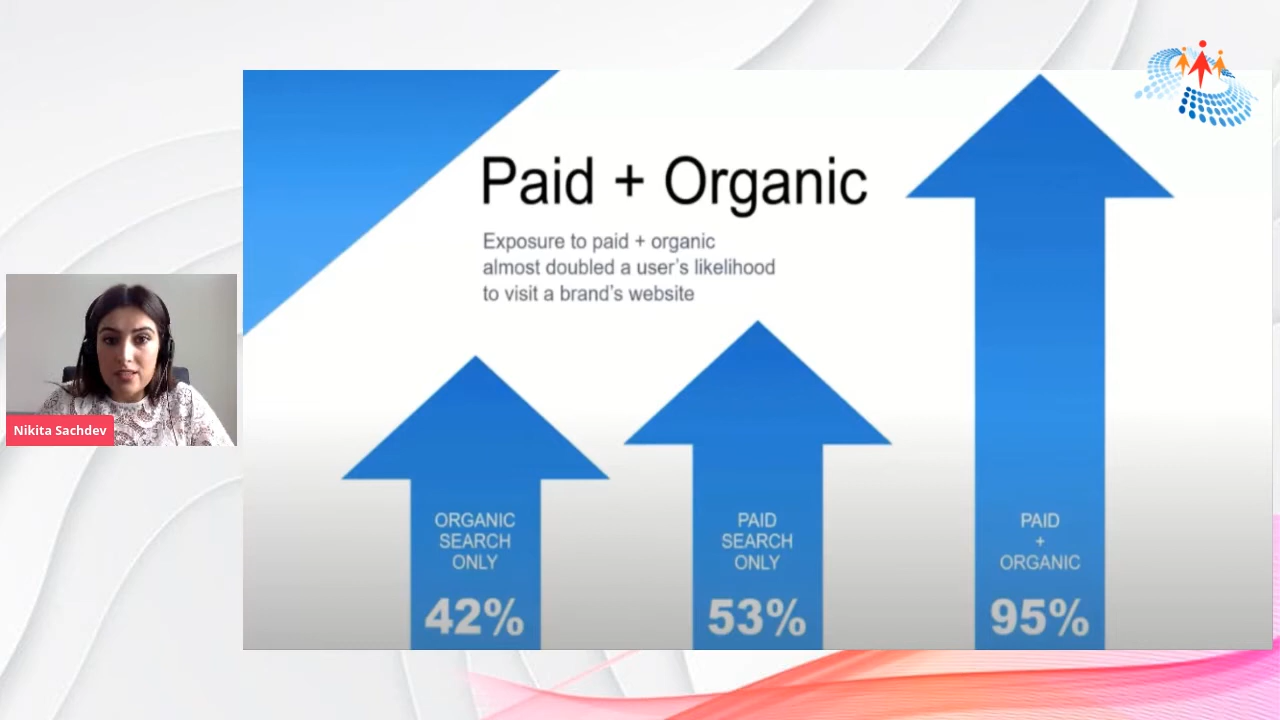 Paid + Organic
Exposure to paid + organic
almost doubled a user's likelihood
to visit a brand's website
ORGANIC
SEARCH
ONLY
42%
PAID
SEARCH
ONLY
53%
PAID
+
ORGANIC
95%
Nikita Sachdev